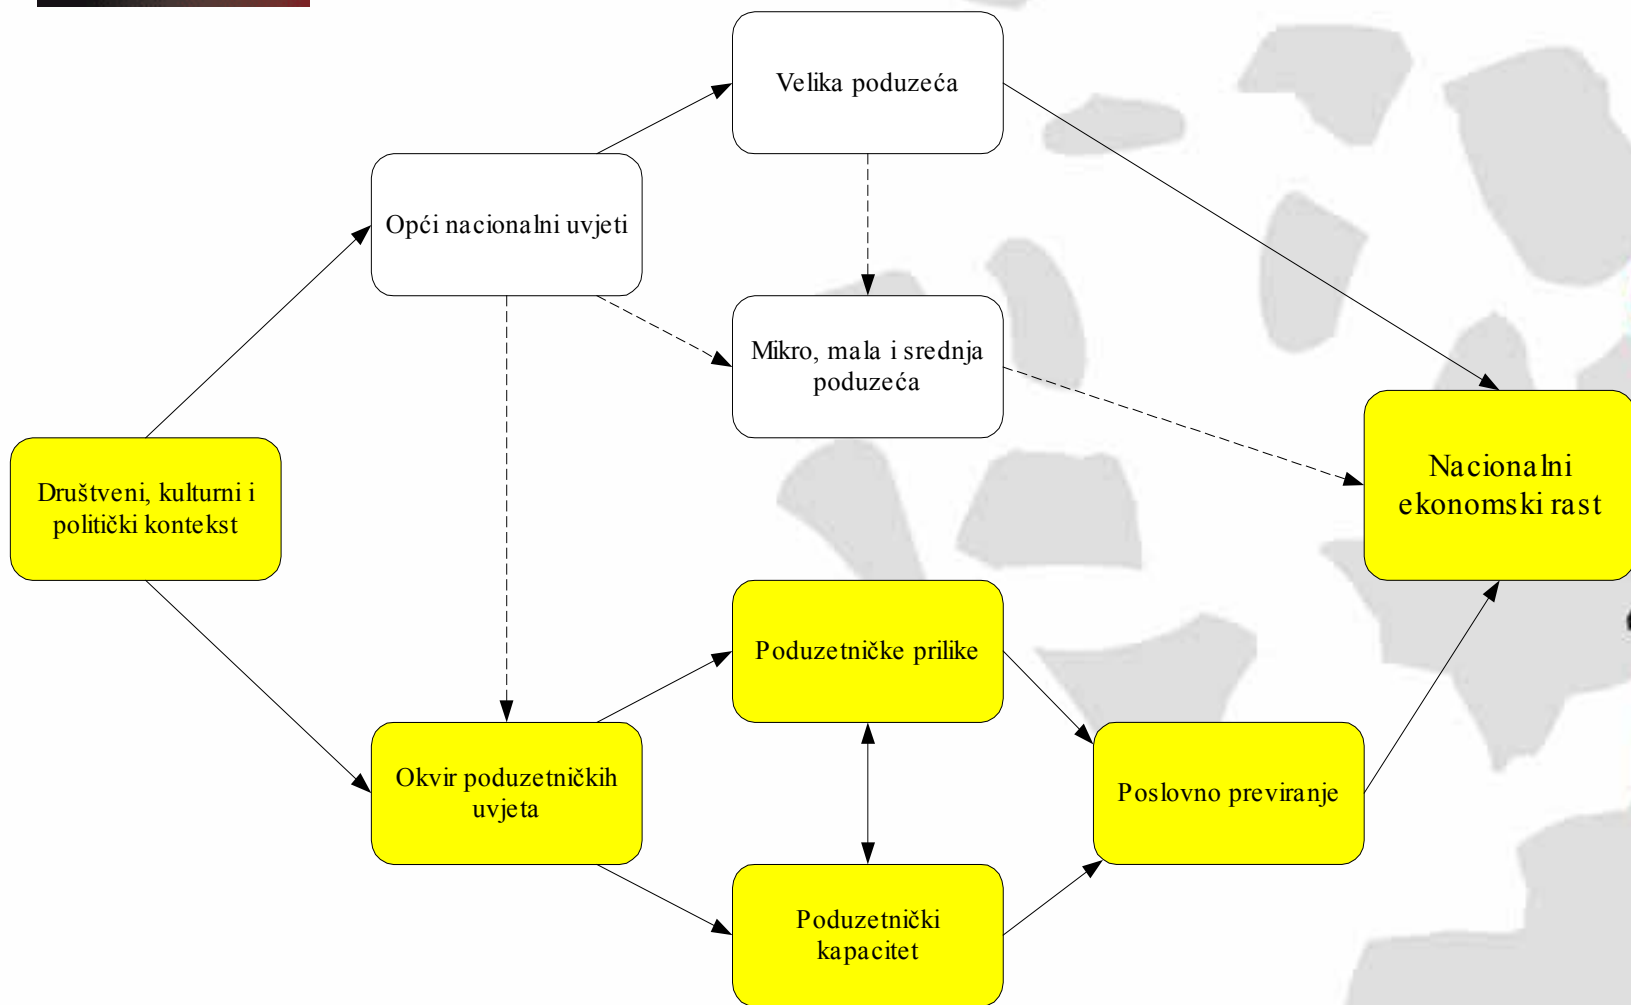 Velika poduzeća
Opći nacionalni uvjeti
Mikro, mala i srednja
poduzeća
Društveni, kulturni i
politički kontekst
Nacionalni
ekonomski rast
Poduzetničke prilike
Okvir poduzetničkih
uvjeta
Poslovno previranje
Poduzetnički
kapacitet